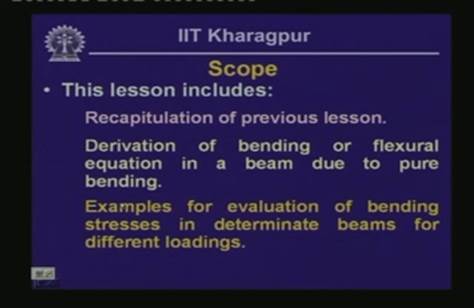 IIT Kharagpur
Scope
• This lesson includes:
Recapitulation of previous lesson.
Derivation of bending or flexural
equation in a beam due to pure
bending.
Examples for evaluation of bending
stresses in determinate beams for
different loadings.